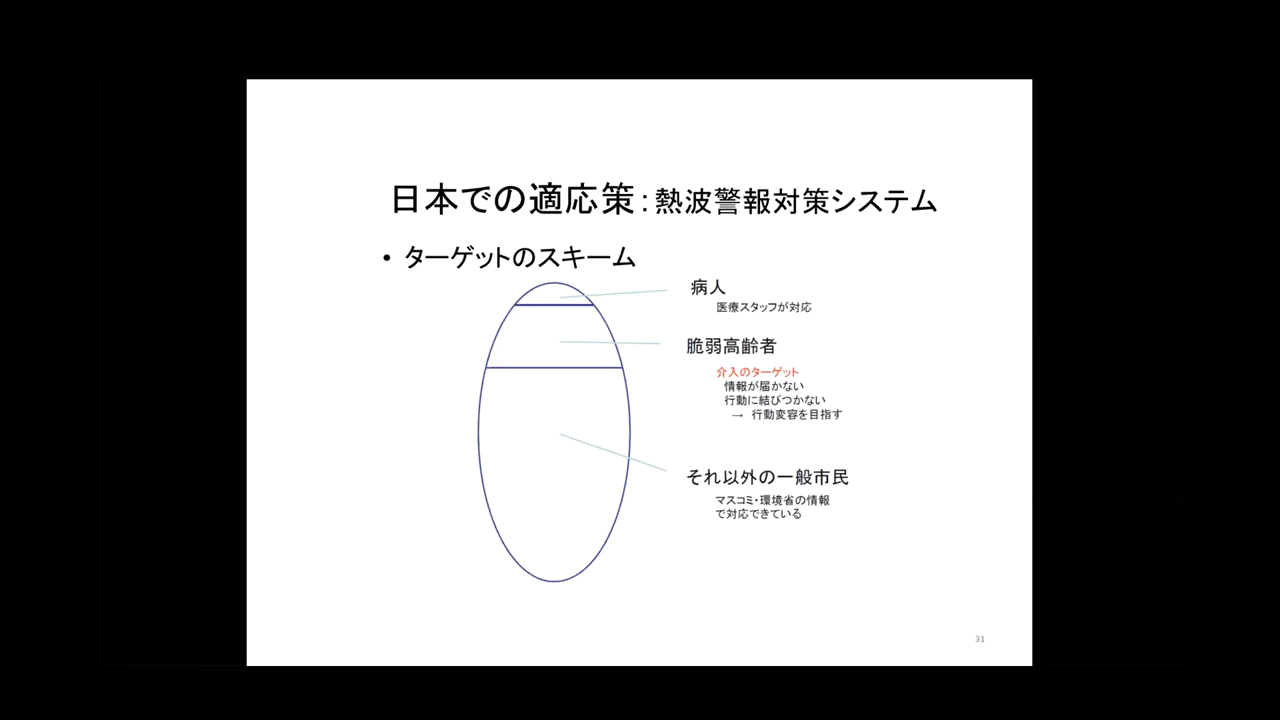 日本での適応策：熱波警報対策システム
• ターゲットのスキーム
病人
医療スタッフが対応
脆弱高齢者
介入のターゲット
情報が届かない
行動に結びつかない
→ 行動変容を目指す
それ以外の一般市民
マスコミ・環境省の情報
で対応できている
31